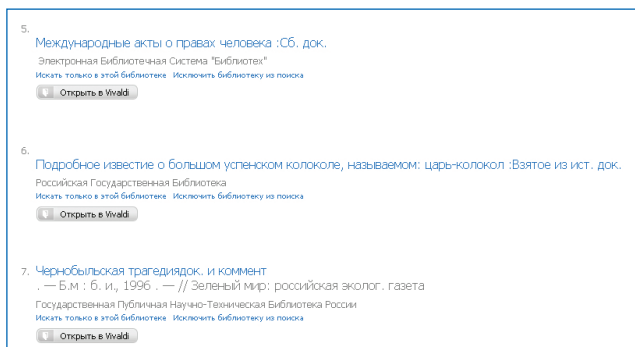 5.
Международные акты о правах человека :Сб. док.
Электронная Библиотечная Система "Библиотех"
Искать только в этой библиотеке Исключить библиотеку из поиска
Открыть в Vivaldi
6.
Подробное известие о большом успенском колоколе, называемом: царь-колокол :Взятое из ист. док.
Российская Государственная Библиотека
Искать только в этой библиотеке Исключить библиотеку из поиска
Открыть в Vivaldi
7. Чернобыльская трагедиядок. и коммент
. — Б.м : б. и., 1996 . — // Зеленый мир: российская эколог. газета
Государственная Публичная Научно-Техническая Библиотека России
Искать только в этой библиотеке Исключить библиотеку из поиска
Открыть в Vivaldi